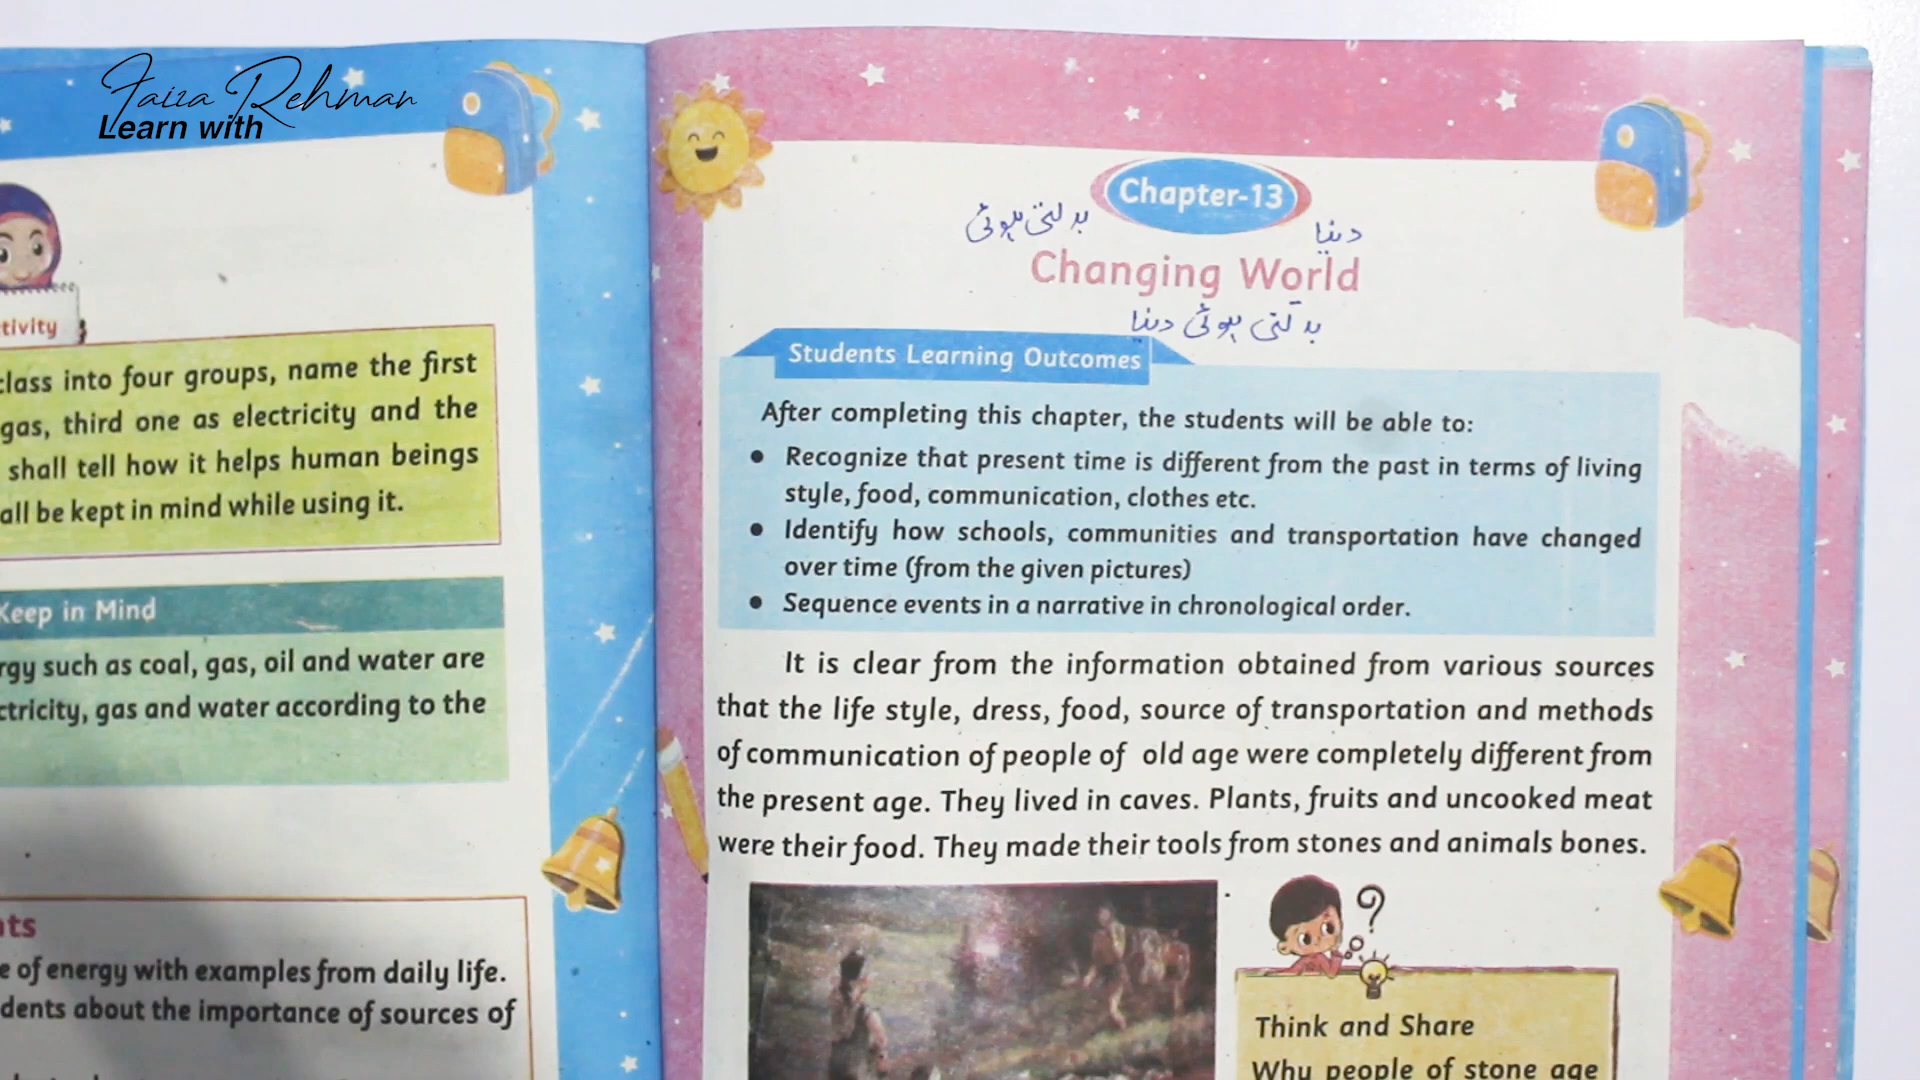 Faiza Rehman
Learn with
tivity
class into four groups, name the first
gas, third one as electricity and the
shall tell how it helps human beings
all be kept in mind while using it.
Keep in Mind
rgy such as coal, gas, oil and water are
ctricity, gas and water according to the
nts
e of energy with examples from daily life.
dents about the importance of sources of
Chapter-13
بدلتی ہوئی
دنیا
Changing World
بدلتی ہوئی دنیا
Students Learning Outcomes
After completing this chapter, the students will be able to:
• Recognize that present time is different from the past in terms of living
style, food, communication, clothes etc.
• Identify how schools, communities and transportation have changed
over time (from the given pictures)
• Sequence events in a narrative in chronological order.
It is clear from the information obtained from various sources
that the life style, dress, food, source of transportation and methods
of communication of people of old age were completely different from
the present age. They lived in caves. Plants, fruits and uncooked meat
were their food. They made their tools from stones and animals bones.
?
Think and Share
Why people of stone age